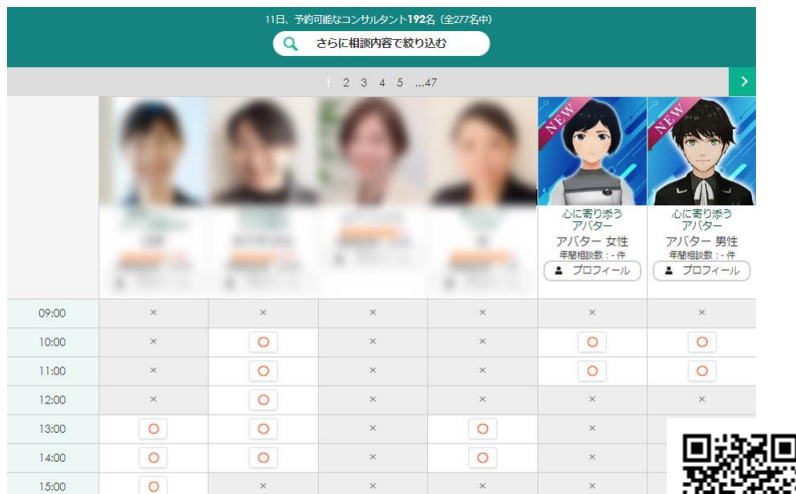 11日、予約可能なコンサルタント192名（全277名中）
さらに相談内容で絞り込む
1 2 3 4 5 ...47
NEW
NEW
心に寄り添う
アバター
アバター 女性
年間相談数：- 件
プロフィール
心に寄り添う
アバター
アバター 男性
年間相談数：- 件
プロフィール
09:00 × × × × × ×
10:00 × ○ × × ○ ○
11:00 × ○ × × ○ ○
12:00 × ○ × × × ×
13:00 ○ ○ × ○ ×
14:00 ○ ○ × ○ ×
15:00 ○ × × × ×